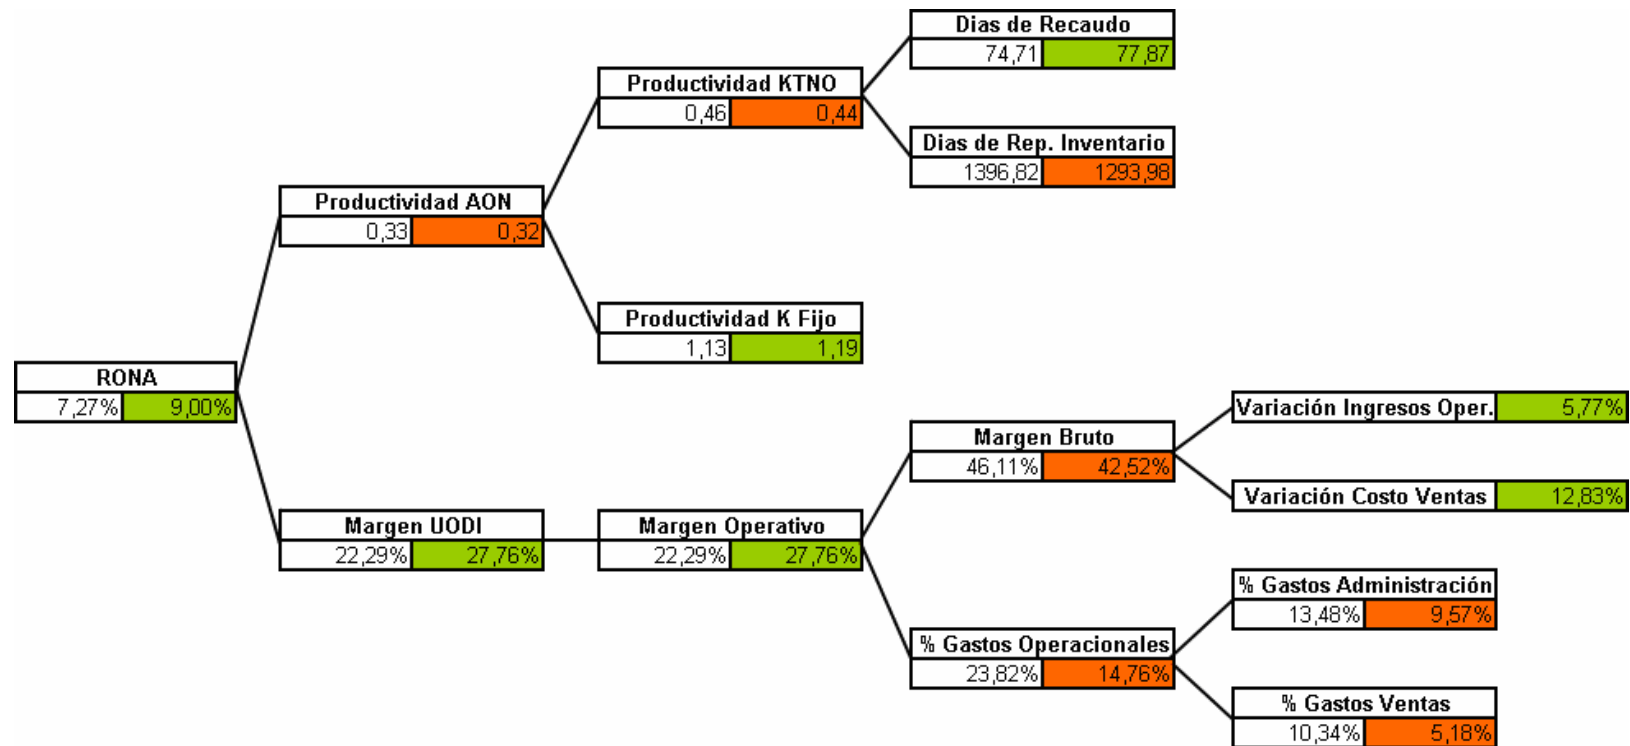 Dias de Recaudo
74,71 77,87
Productividad KTNO
0,46 0,44
Dias de Rep. Inventario
1396,82 1293,98
Productividad AON
0,33 0,32
Productividad K Fijo
1,13 1,19
RONA
7,27% 9,00%
Variación Ingresos Oper. 5,77%
Margen Bruto
46,11% 42,52%
Variación Costo Ventas 12,83%
Margen UODI
22,29% 27,76%
Margen Operativo
22,29% 27,76%
% Gastos Administración
13,48% 9,57%
% Gastos Operacionales
23,82% 14,76%
% Gastos Ventas
10,34% 5,18%